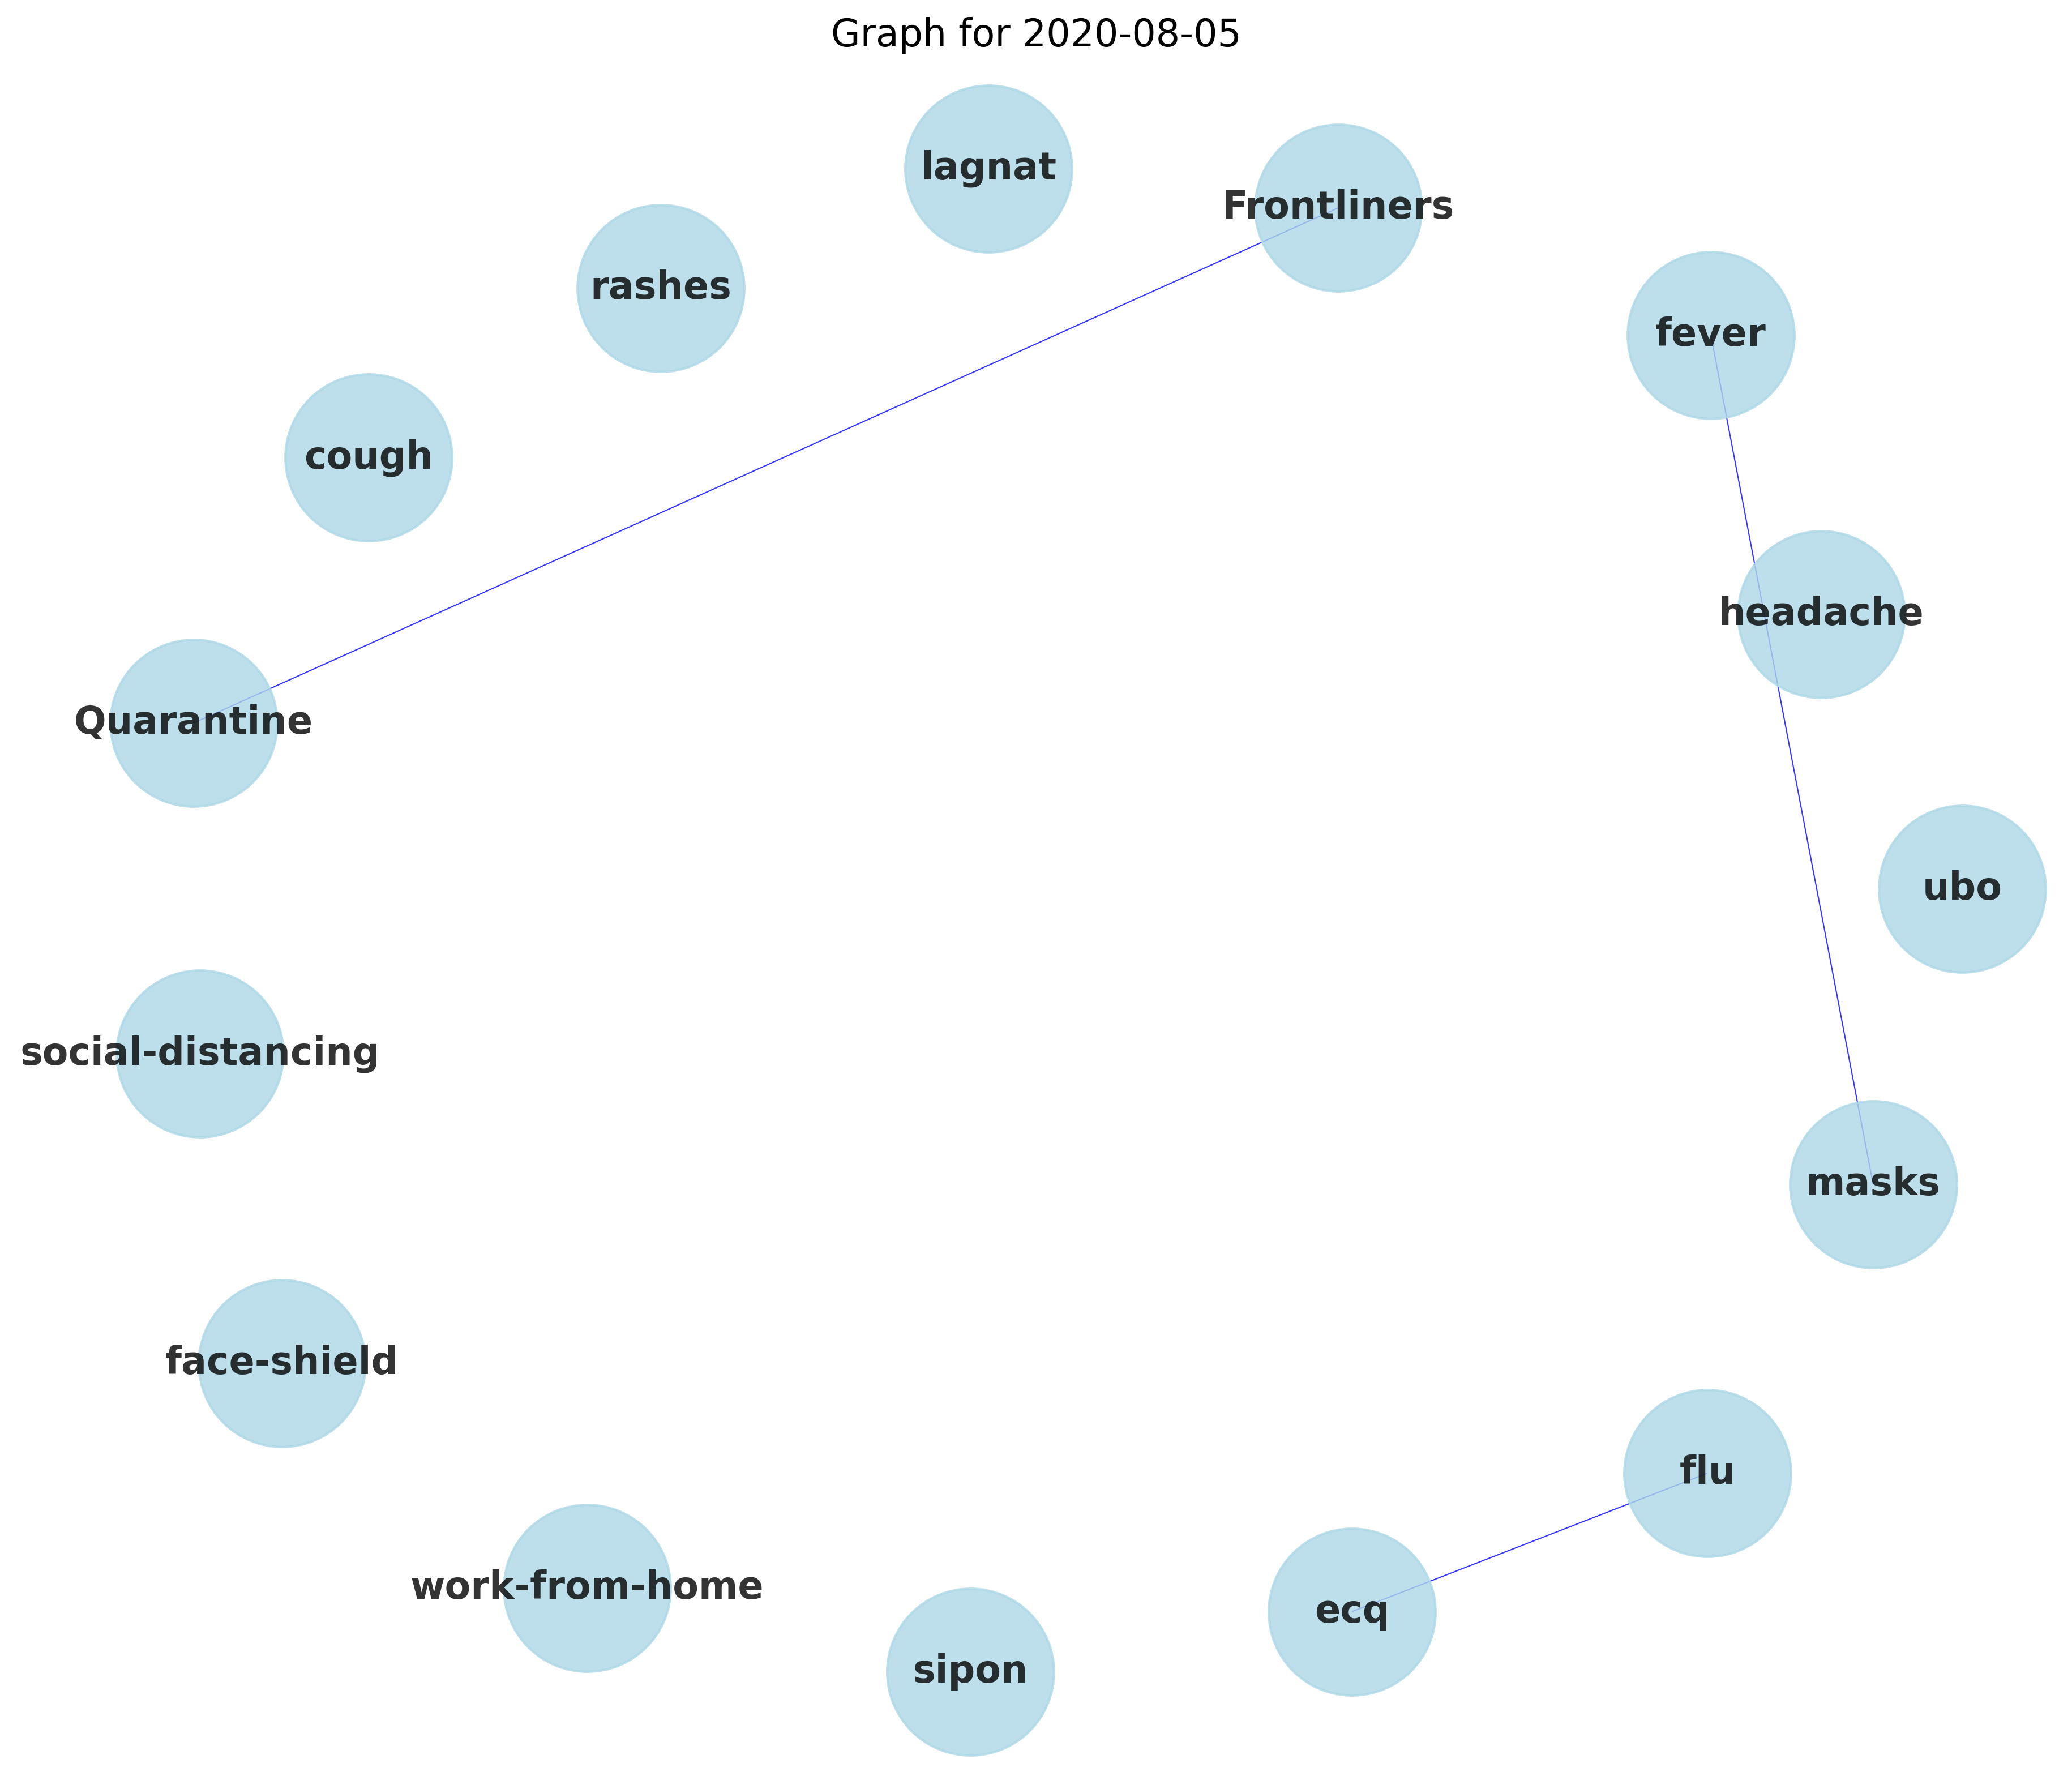 Graph for 2020-08-05
lagnat
Frontliners
rashes
fever
cough
headache
Quarantine
ubo
social-distancing
masks
face-shield
flu
work-from-home
ecq
sipon